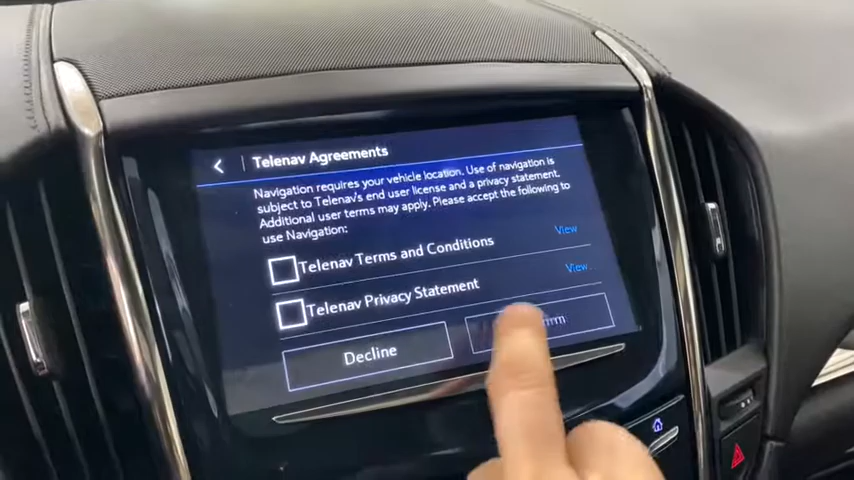 Telenav Agreements
Navigation requires your vehicle location. Use of navigation is
subject to Telenav's end user license and privacy statement.
Additional user terms may apply. Please accept the following to
use Navigation:
Telenav Terms and Conditions View
Telenav Privacy Statement View
Decline